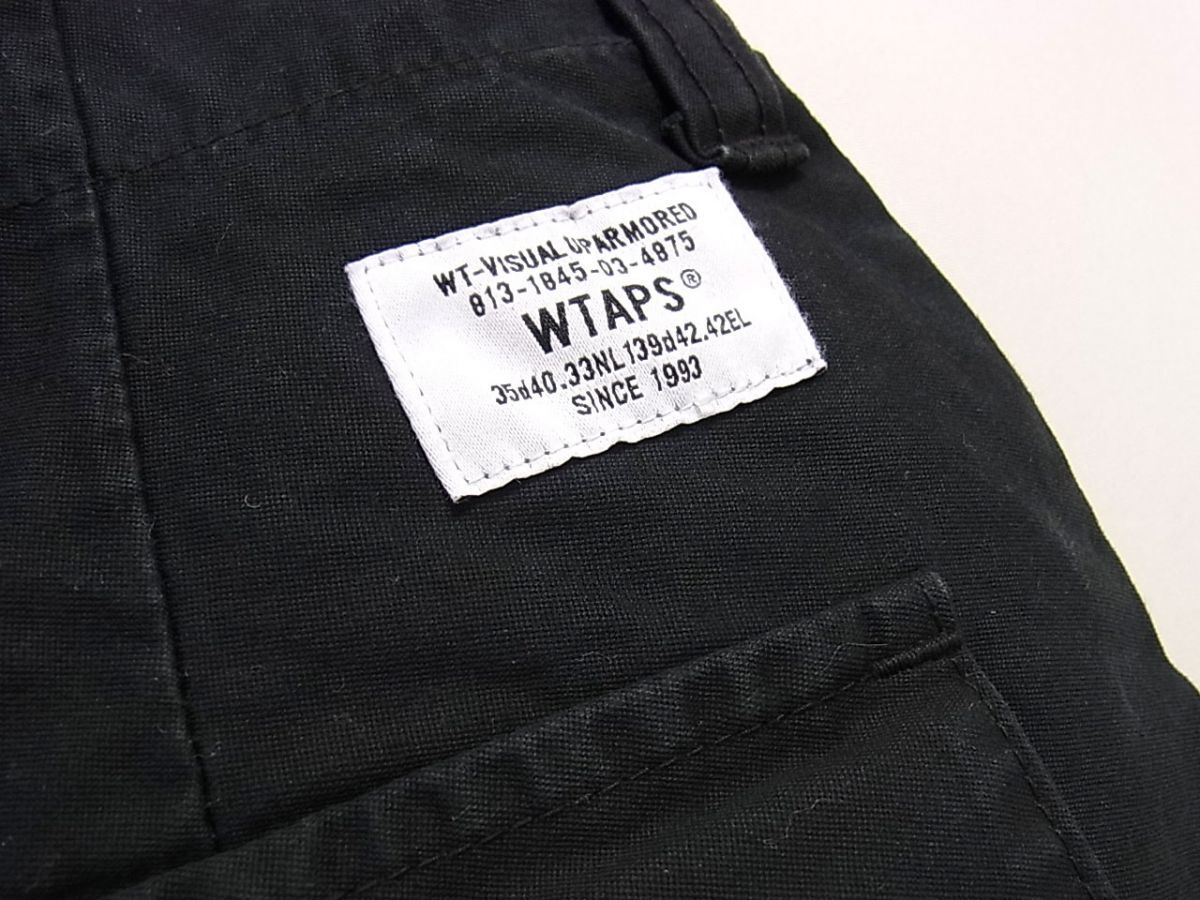 WT-VISUAL UPARMORED
813-1845-03-4875
WTAPS®
35d40.33NL139d42.42EL
SINCE 1993